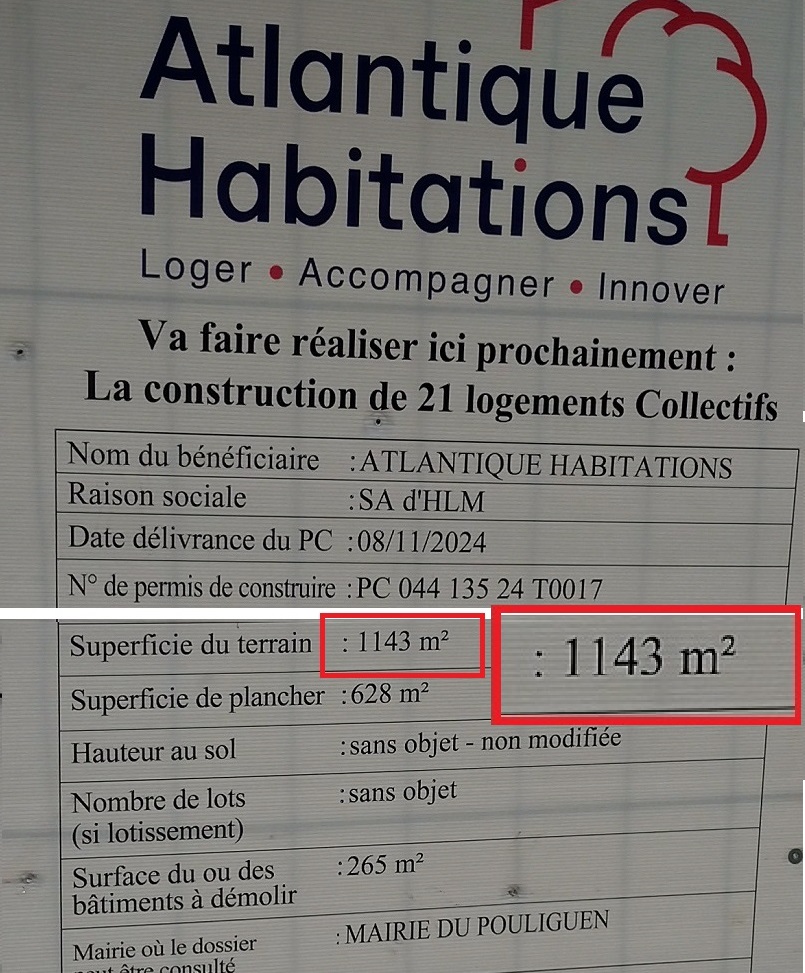 Atlantique
Habitations
Loger • Accompagner • Innover
Va faire réaliser ici prochainement :
La construction de 21 logements Collectifs
Nom du bénéficiaire :ATLANTIQUE HABITATIONS
Raison sociale :SA d'HLM
Date délivrance du PC :08/11/2024
N° de permis de construire :PC 044 135 24 T0017
Superficie du terrain : 1143 m² : 1143 m²
Superficie de plancher :628 m²
Hauteur au sol :sans objet - non modifiée
Nombre de lots :sans objet
(si lotissement)
Surface du ou des :265 m²
bâtiments à démolir
Mairie où le dossier :MAIRIE DU POULIGUEN
peut être consulté